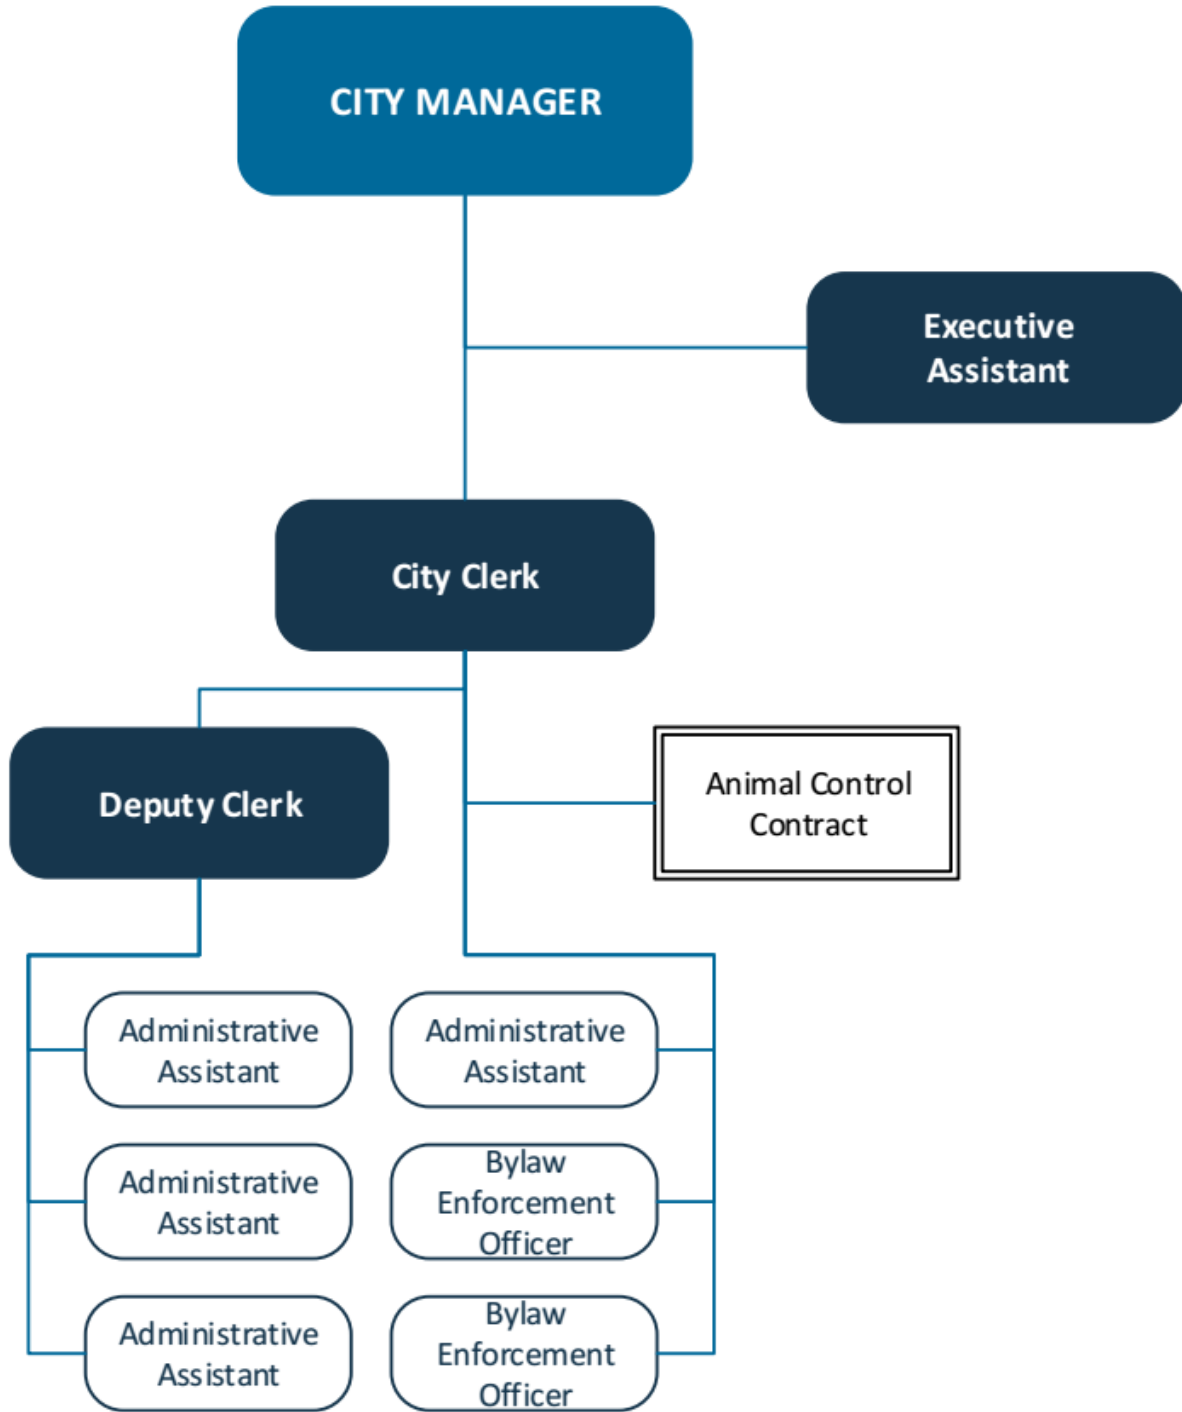 CITY MANAGER
Executive
Assistant
City Clerk
Deputy Clerk
Animal Control
Contract
Administrative
Assistant
Administrative
Assistant
Administrative
Assistant
Administrative
Assistant
Bylaw
Enforcement
Officer
Bylaw
Enforcement
Officer